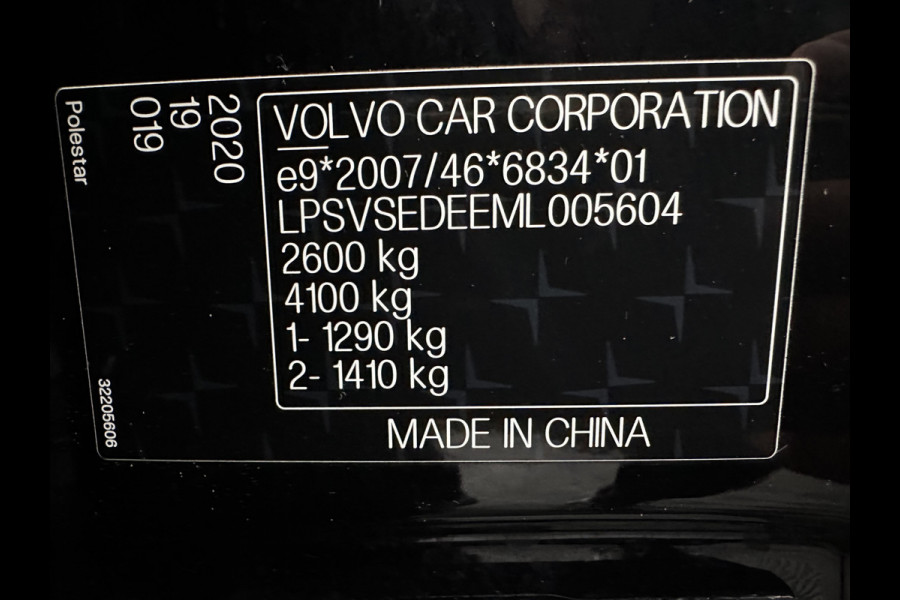 Polestar
32205606
2020
19
019
VOLVO CAR CORPORATION
e9*2007/46*6834*01
LPSVSEDEEML005604
2600 kg
4100 kg
1- 1290 kg
2- 1410 kg
MADE IN CHINA